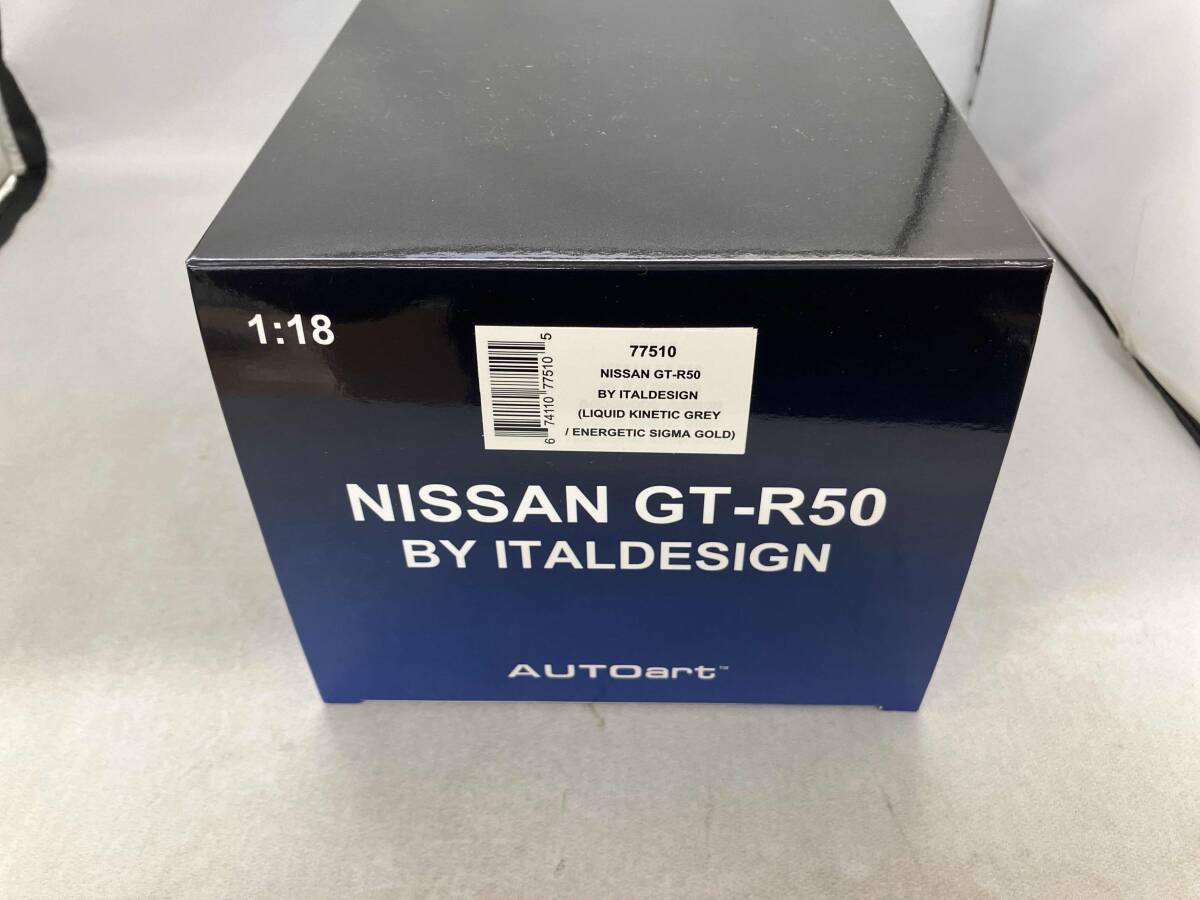 1:18
77510
NISSAN GT-R50
BY ITALDESIGN
(LIQUID KINETIC GREY
/ ENERGETIC SIGMA GOLD)
6 74110 77510 5
NISSAN GT-R50
BY ITALDESIGN
AUTOart™